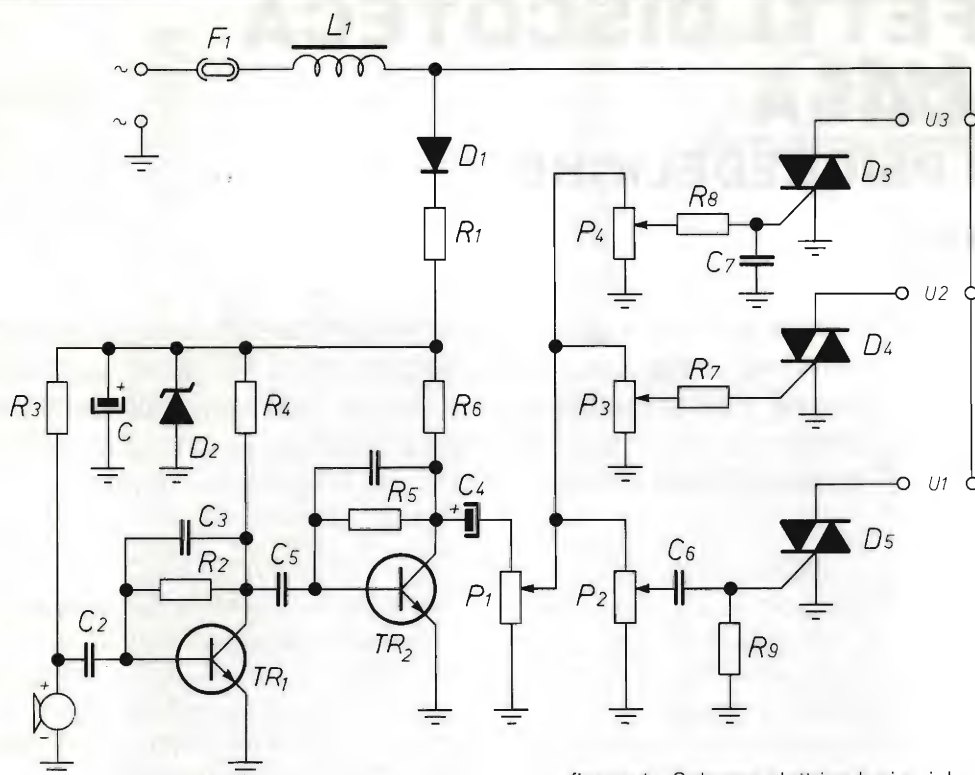 F1
L1
D1
R1
U3
D3
R8
P4
C7
U2
D4
R7
P3
R3
C
+
D2
R4
R6
R5
C4
+
U1
D5
C3
R2
C5
C6
P1
P2
R9
C2
TR1
TR2
+
-
~
~